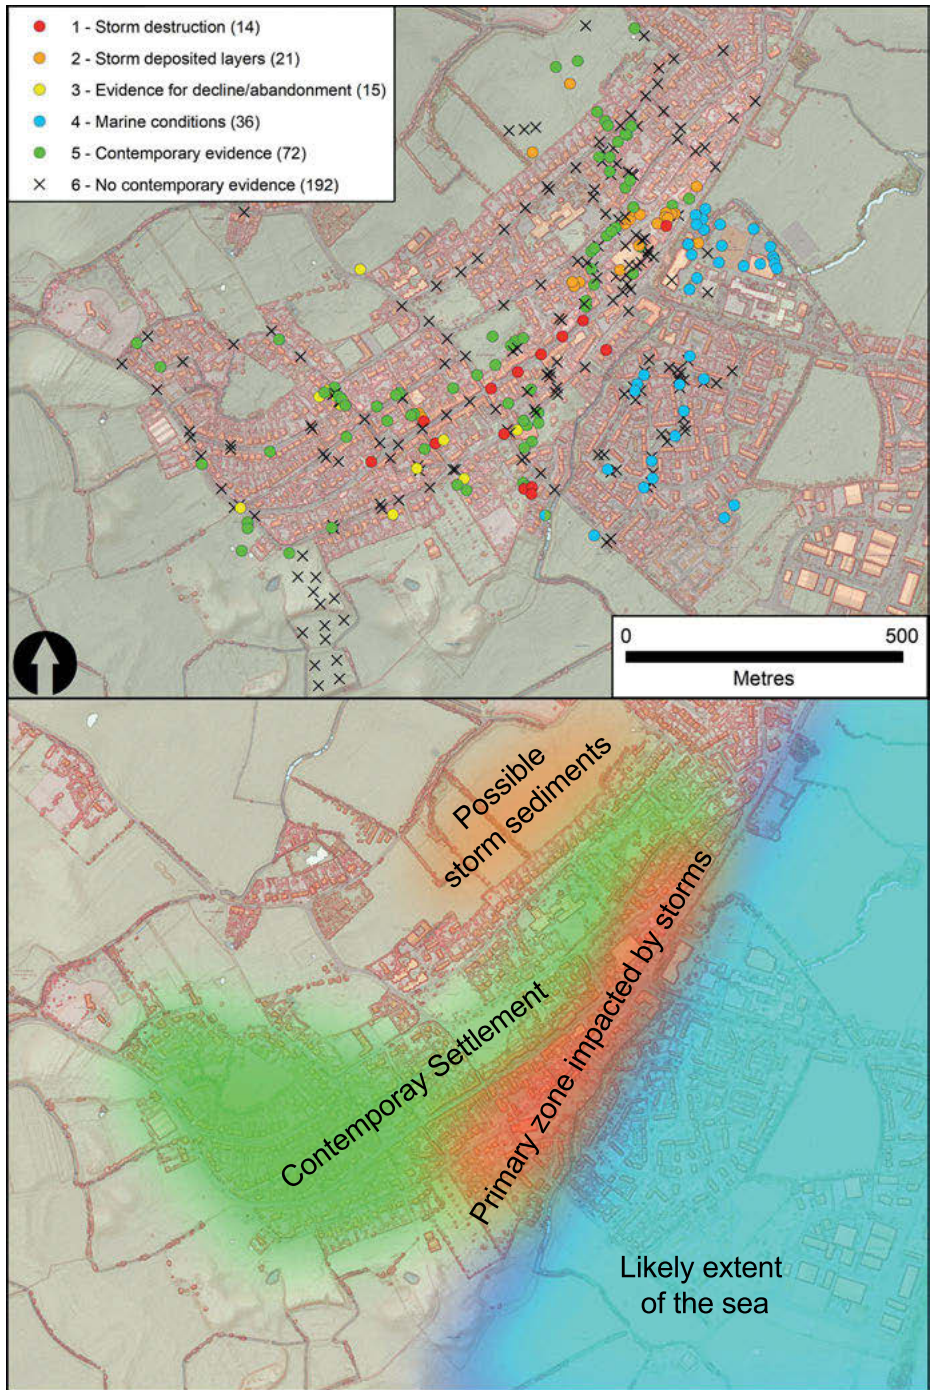 1 - Storm destruction (14)
2 - Storm deposited layers (21)
3 - Evidence for decline/abandonment (15)
4 - Marine conditions (36)
5 - Contemporary evidence (72)
6 - No contemporary evidence (192)
0 500
Metres
Possible
storm sediments
Contemporay Settlement
Primary zone impacted by storms
Likely extent
of the sea